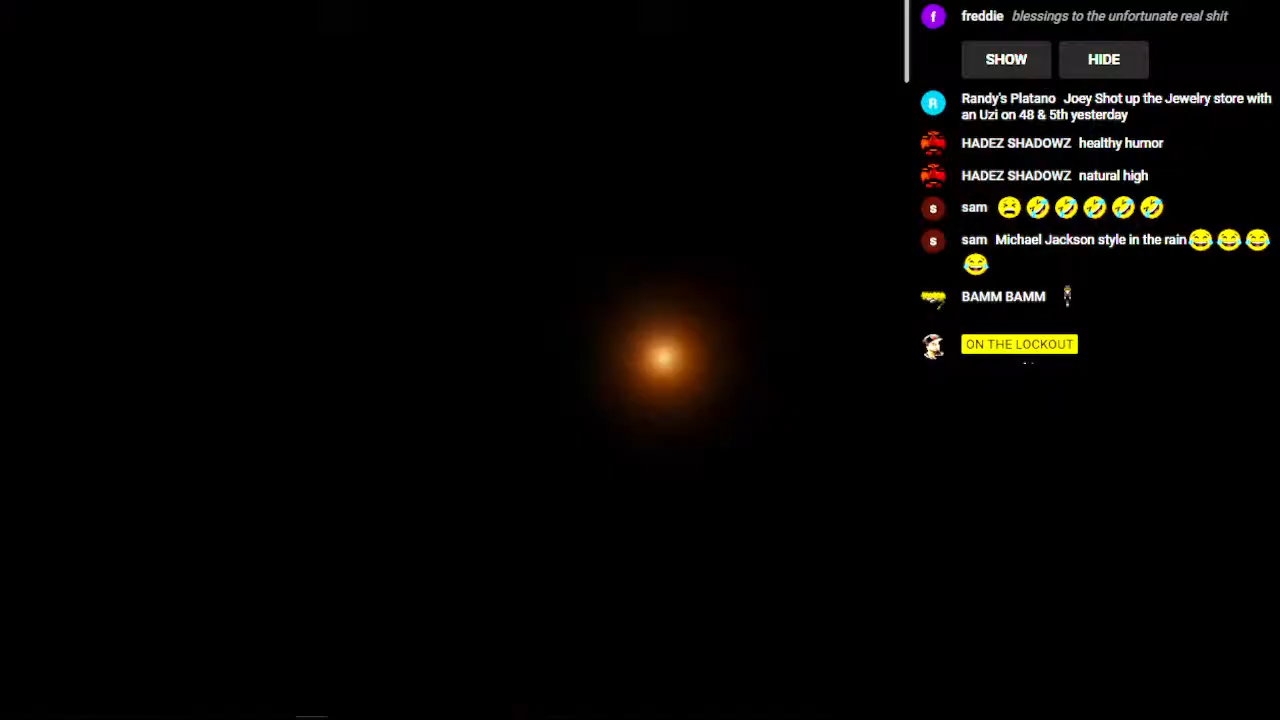 f freddie blessings to the unfortunate real shit
SHOW HIDE
R Randy's Platano Joey Shot up the Jewelry store with
an Uzi on 48 & 5th yesterday
HADEZ SHADOWZ healthy humor
HADEZ SHADOWZ natural high
s sam 😫🤣🤣🤣🤣🤣
s sam Michael Jackson style in the rain😂😂😂
😂
BAMM BAMM
ON THE LOCKOUT